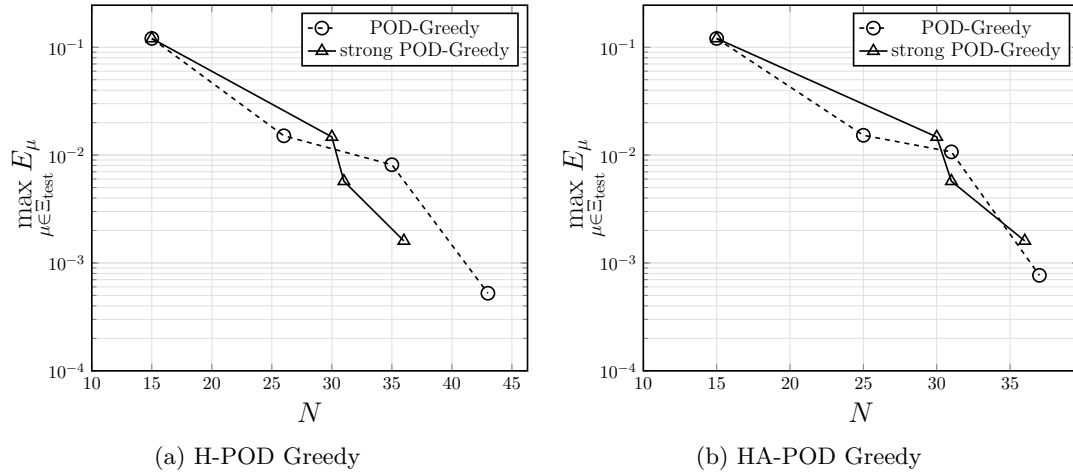 POD-Greedy
strong POD-Greedy
10^{-1}
10^{-2}
10^{-3}
10^{-4}
max E_μ
μ∈Ξ_test
10 15 20 25 30 35 40 45
N
(a) H-POD Greedy
POD-Greedy
strong POD-Greedy
10^{-1}
10^{-2}
10^{-3}
10^{-4}
max E_μ
μ∈Ξ_test
10 15 20 25 30 35
N
(b) HA-POD Greedy